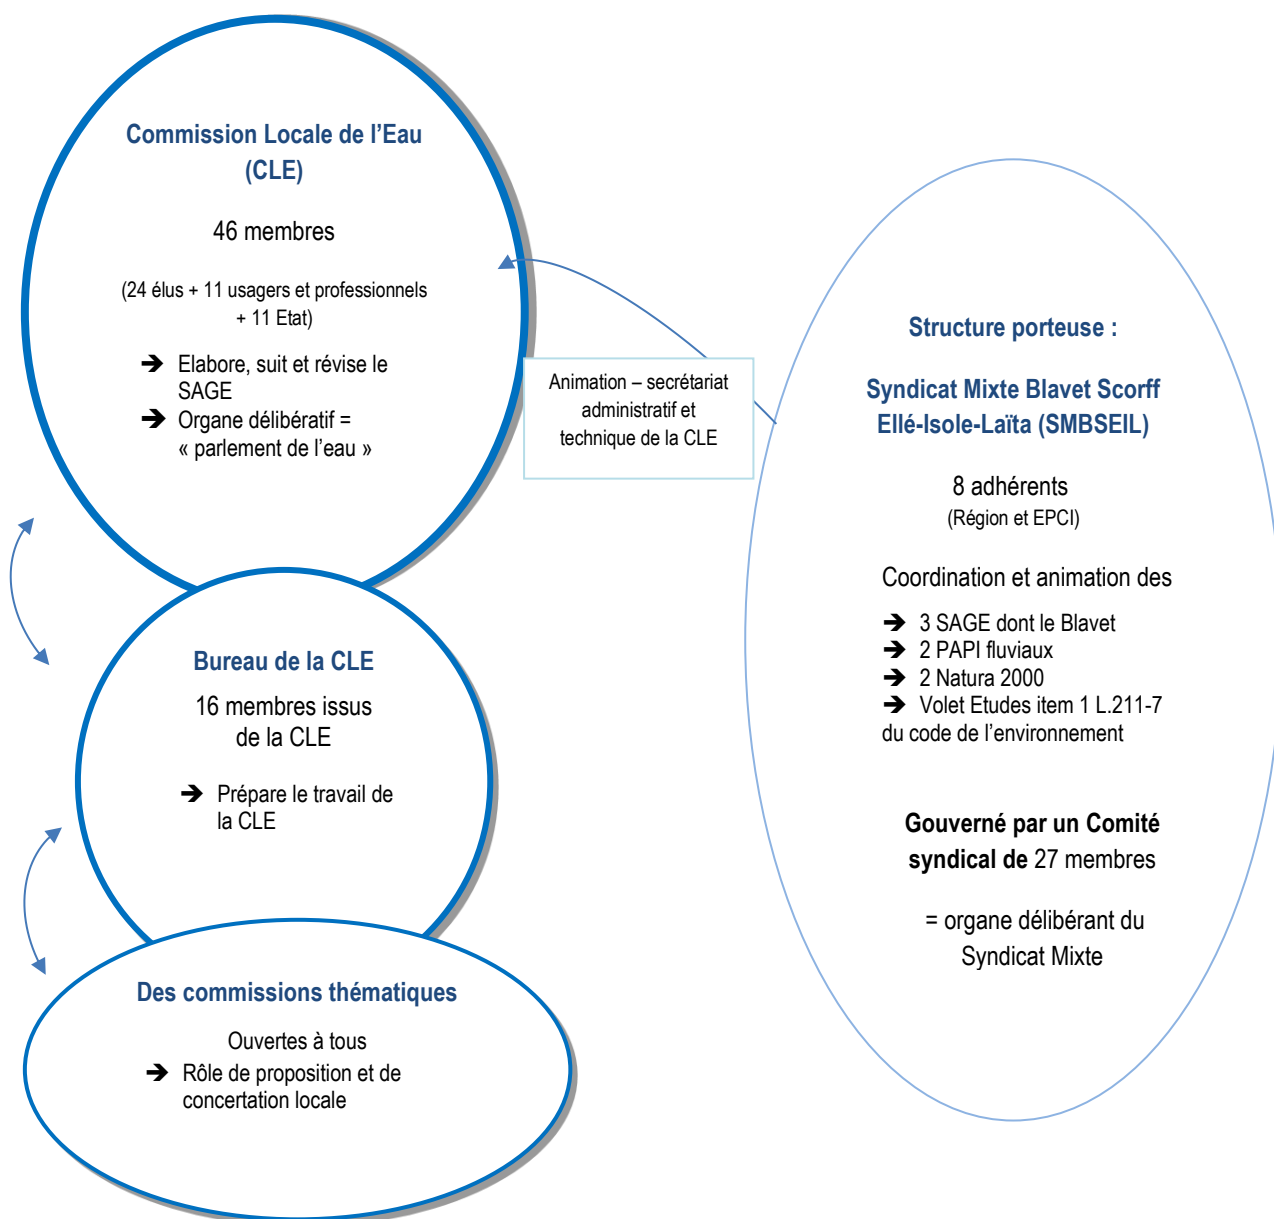 Commission Locale de l’Eau
(CLE)
46 membres
(24 élus + 11 usagers et professionnels
+ 11 Etat)
➔ Elabore, suit et révise le
SAGE
➔ Organe délibératif =
« parlement de l’eau »
Animation – secrétariat
administratif et
technique de la CLE
Structure porteuse :
Syndicat Mixte Blavet Scorff
Ellé-Isole-Laïta (SMBSEIL)
8 adhérents
(Région et EPCI)
Coordination et animation des
➔ 3 SAGE dont le Blavet
➔ 2 PAPI fluviaux
➔ 2 Natura 2000
➔ Volet Etudes item 1 L.211-7
du code de l’environnement
Gouverné par un Comité
syndical de 27 membres
= organe délibérant du
Syndicat Mixte
Bureau de la CLE
16 membres issus
de la CLE
➔ Prépare le travail de
la CLE
Des commissions thématiques
Ouvertes à tous
➔ Rôle de proposition et de
concertation locale